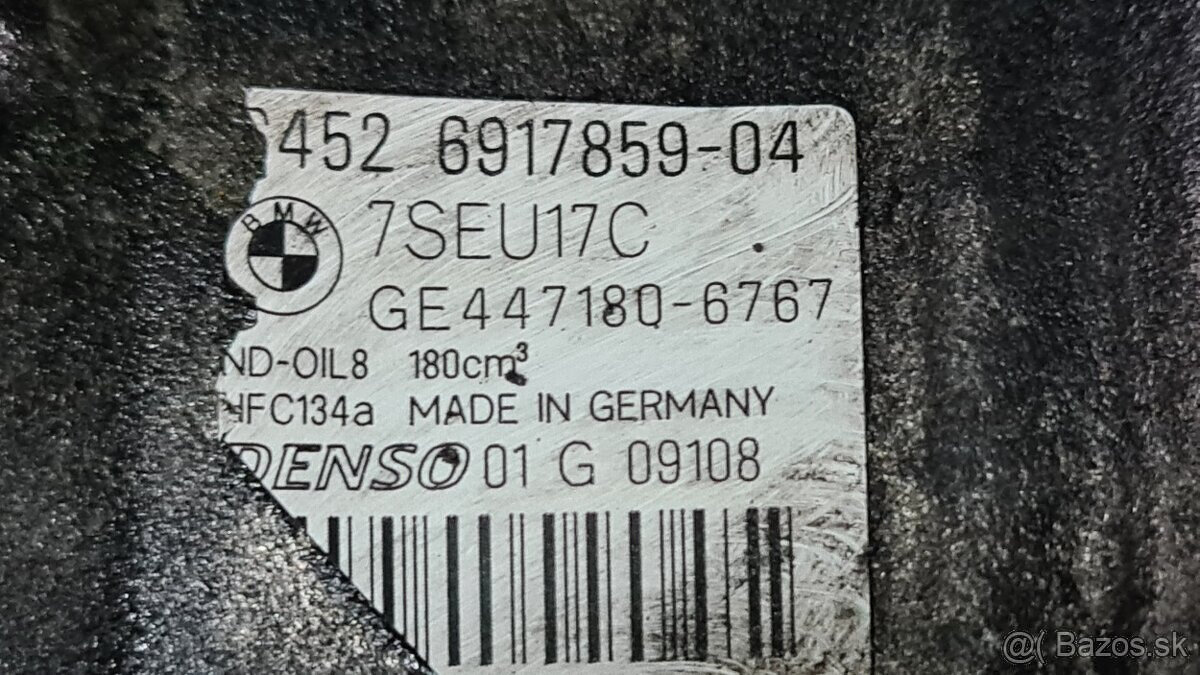 452 6917859-04
BMW
7SEU17C
GE447180-6767
ND-OIL8 180cm³
HFC134a MADE IN GERMANY
DENSO 01 G 09108
@( Bazos.sk